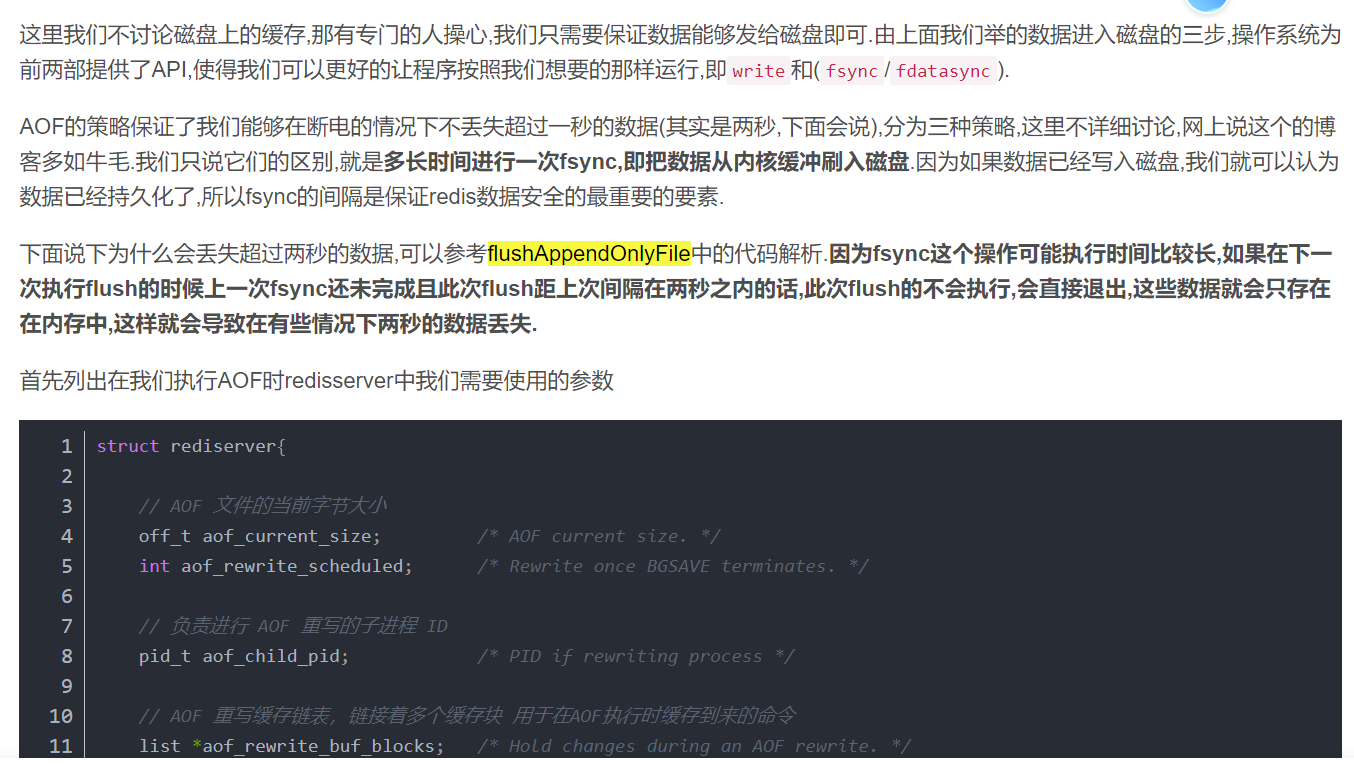 这里我们不讨论磁盘上的缓存,那有专门的人操心,我们只需要保证数据能够发给磁盘即可.由上面我们举的数据进入磁盘的三步,操作系统为
前两部提供了API,使得我们可以更好的让程序按照我们想要的那样运行,即 write 和( fsync / fdatasync ).
AOF的策略保证了我们能够在断电的情况下不丢失超过一秒的数据(其实是两秒,下面会说),分为三种策略,这里不详细讨论,网上说这个的博
客多如牛毛.我们只说它们的区别,就是多长时间进行一次fsync,即把数据从内核缓冲刷入磁盘.因为如果数据已经写入磁盘,我们就可以认为
数据已经持久化了,所以fsync的间隔是保证redis数据安全的最重要的要素.
下面说下为什么会丢失超过两秒的数据,可以参考flushAppendOnlyFile中的代码解析.因为fsync这个操作可能执行时间比较长,如果在下一
次执行flush的时候上一次fsync还未完成且此次flush距上次间隔在两秒之内的话,此次flush的不会执行,会直接退出,这些数据就会只存在
在内存中,这样就会导致在有些情况下两秒的数据丢失.
首先列出在我们执行AOF时redisserver中我们需要使用的参数
1 struct rediserver{
2
3 // AOF 文件的当前字节大小
4 off_t aof_current_size; /* AOF current size. */
5 int aof_rewrite_scheduled; /* Rewrite once BGSAVE terminates. */
6
7 // 负责进行 AOF 重写的子进程 ID
8 pid_t aof_child_pid; /* PID if rewriting process */
9
10 // AOF 重写缓存链表，链接着多个缓存块 用于在AOF执行时缓存到来的命令
11 list *aof_rewrite_buf_blocks; /* Hold changes during an AOF rewrite. */